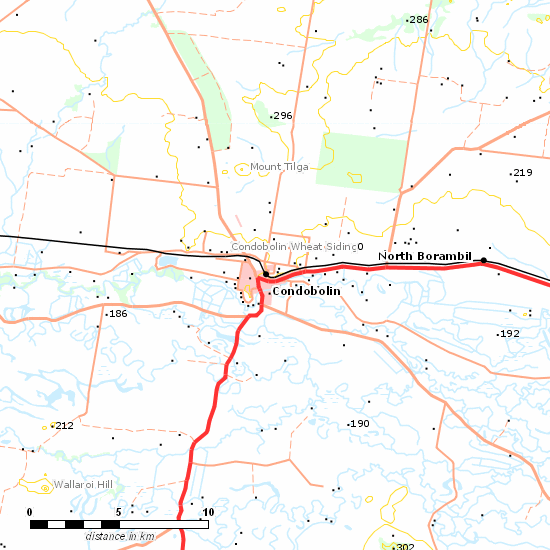 286
296
Mount Tilga
219
Condobolin Wheat Siding
0
North Borambil
Condobolin
186
192
212
190
Wallaroi Hill
0 5 10
distance in km
302